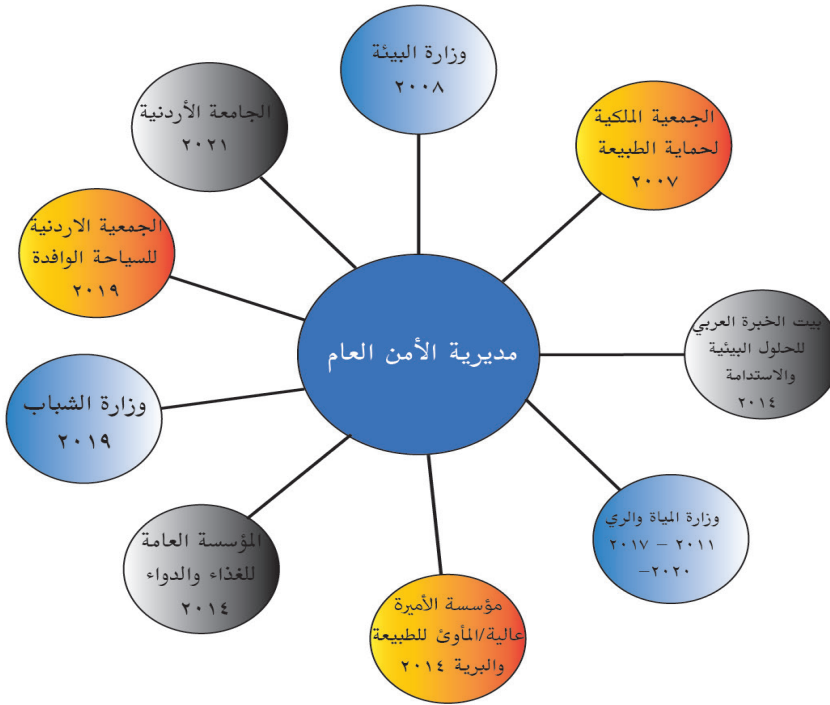 وزارة البيئة
٢٠٠٨
الجمعية الملكية
لحماية الطبيعة
٢٠٠٧
الجامعة الأردنية
٢٠٢١
الجمعية الاردنية
للسياحة الوافدة
٢٠١٩
مديرية الأمن العام
بيت الخبرة العربي
للحلول البيئية
والاستدامة
٢٠١٤
وزارة الشباب
٢٠١٩
وزارة المياة والري
٢٠١١ – ٢٠١٧
–٢٠٢٠
المؤسسة العامة
للغذاء والدواء
٢٠١٤
مؤسسة الأميرة
عالية/المأوئ للطبيعة
والبرية ٢٠١٤